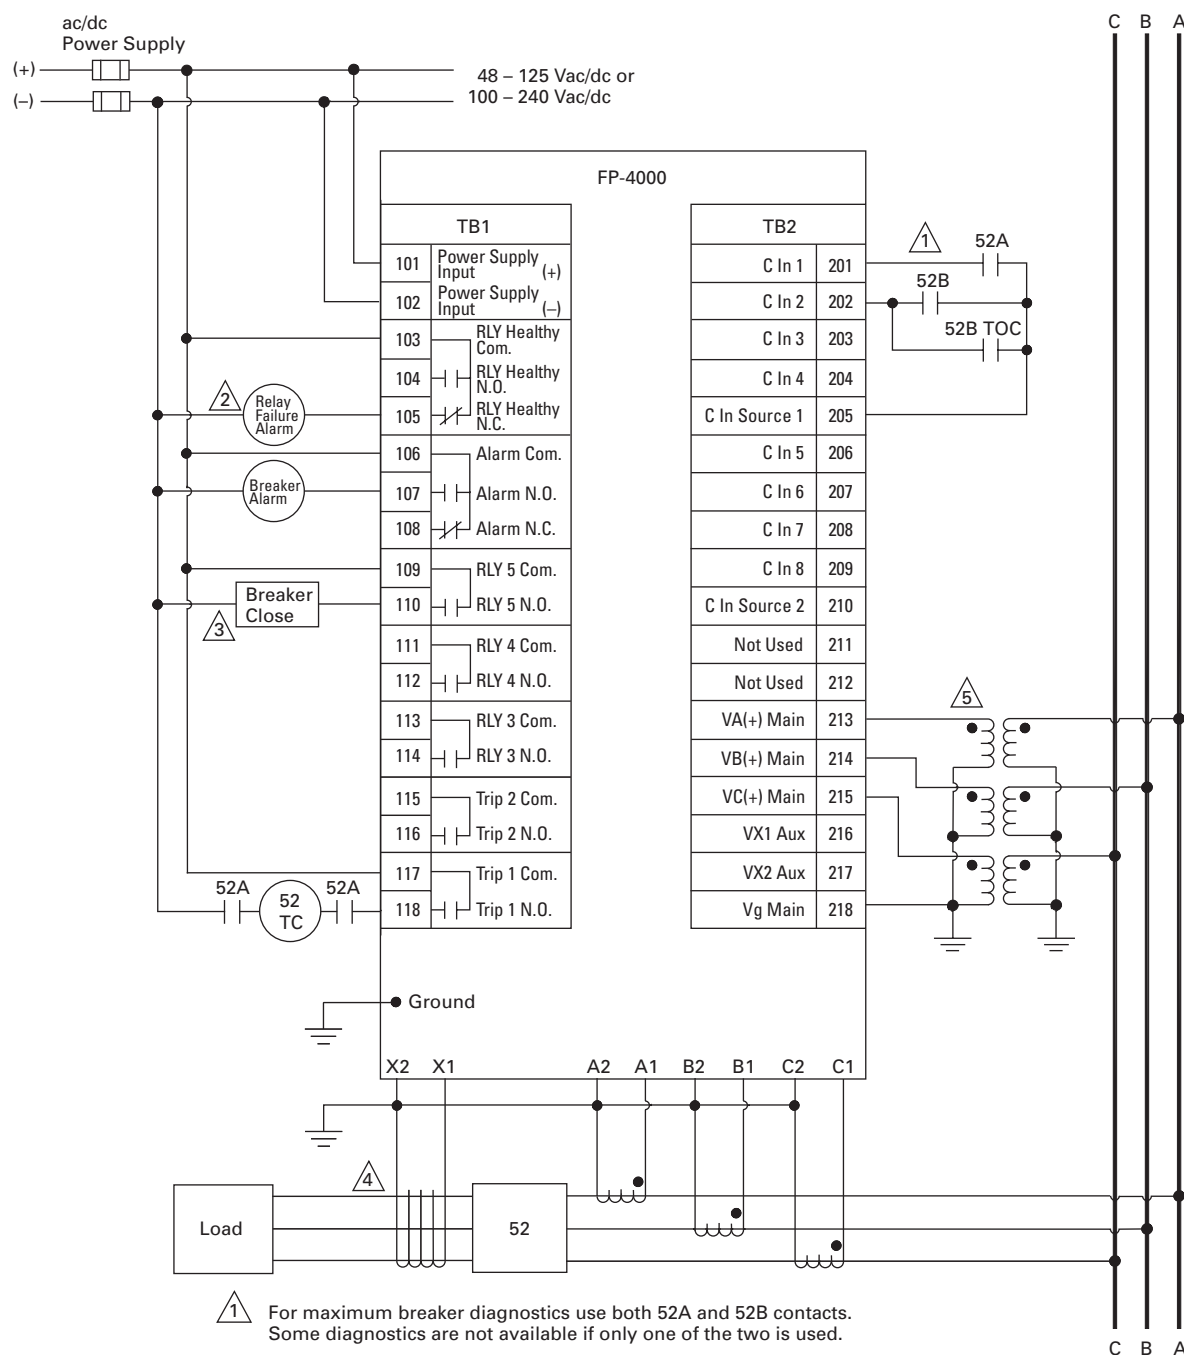 ac/dc
Power Supply
C B A
(+)
(–)
48 – 125 Vac/dc or
100 – 240 Vac/dc
FP-4000
TB1
101 Power Supply Input (+)
102 Power Supply Input (–)
103 RLY Healthy Com.
104 RLY Healthy N.O.
105 RLY Healthy N.C.
106 Alarm Com.
107 Alarm N.O.
108 Alarm N.C.
109 RLY 5 Com.
110 RLY 5 N.O.
111 RLY 4 Com.
112 RLY 4 N.O.
113 RLY 3 Com.
114 RLY 3 N.O.
115 Trip 2 Com.
116 Trip 2 N.O.
117 Trip 1 Com.
118 Trip 1 N.O.
2
Relay
Failure
Alarm
Breaker
Alarm
Breaker
Close
3
52A
52
TC
52A
TB2
C In 1 201
C In 2 202
C In 3 203
C In 4 204
C In Source 1 205
C In 5 206
C In 6 207
C In 7 208
C In 8 209
C In Source 2 210
Not Used 211
Not Used 212
VA(+) Main 213
VB(+) Main 214
VC(+) Main 215
VX1 Aux 216
VX2 Aux 217
Vg Main 218
1
52A
52B
52B TOC
5
Ground
X2 X1 A2 A1 B2 B1 C2 C1
4
Load
52
1 For maximum breaker diagnostics use both 52A and 52B contacts.
Some diagnostics are not available if only one of the two is used.
C B A